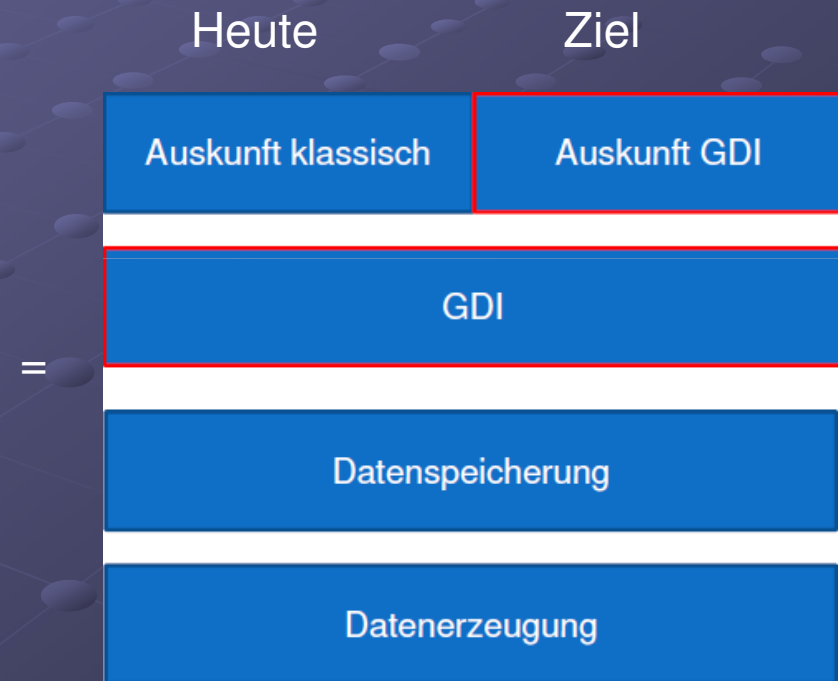 Heute Ziel
Auskunft klassisch Auskunft GDI
GDI
=
Datenspeicherung
Datenerzeugung